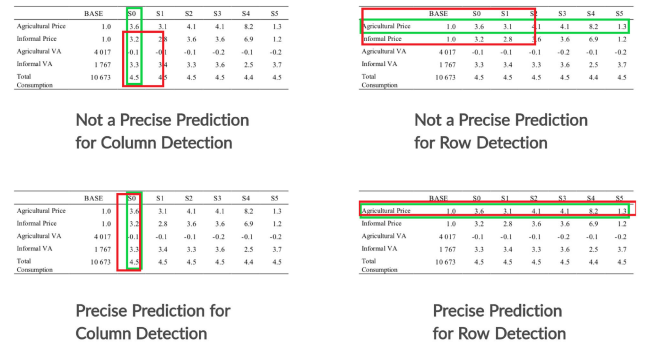 BASE S0 S1 S2 S3 S4 S5
Agricultural Price 1.0 3.6 3.1 4.1 4.1 8.2 1.3
Informal Price 1.0 3.2 2.8 3.6 3.6 6.9 1.2
Agricultural VA 4 017 -0.1 -0.1 -0.1 -0.2 -0.1 -0.2
Informal VA 1 767 3.3 3.4 3.3 3.6 2.5 3.7
Total 10 673 4.5 4.5 4.5 4.5 4.4 4.5
Consumption
Not a Precise Prediction
for Column Detection
BASE S0 S1 S2 S3 S4 S5
Agricultural Price 1.0 3.6 3.1 4.1 4.1 8.2 1.3
Informal Price 1.0 3.2 2.8 3.6 3.6 6.9 1.2
Agricultural VA 4 017 -0.1 -0.1 -0.1 -0.2 -0.1 -0.2
Informal VA 1 767 3.3 3.4 3.3 3.6 2.5 3.7
Total 10 673 4.5 4.5 4.5 4.5 4.4 4.5
Consumption
Not a Precise Prediction
for Row Detection
BASE S0 S1 S2 S3 S4 S5
Agricultural Price 1.0 3.6 3.1 4.1 4.1 8.2 1.3
Informal Price 1.0 3.2 2.8 3.6 3.6 6.9 1.2
Agricultural VA 4 017 -0.1 -0.1 -0.1 -0.2 -0.1 -0.2
Informal VA 1 767 3.3 3.4 3.3 3.6 2.5 3.7
Total 10 673 4.5 4.5 4.5 4.5 4.4 4.5
Consumption
Precise Prediction for
Column Detection
BASE S0 S1 S2 S3 S4 S5
Agricultural Price 1.0 3.6 3.1 4.1 4.1 8.2 1.3
Informal Price 1.0 3.2 2.8 3.6 3.6 6.9 1.2
Agricultural VA 4 017 -0.1 -0.1 -0.1 -0.2 -0.1 -0.2
Informal VA 1 767 3.3 3.4 3.3 3.6 2.5 3.7
Total 10 673 4.5 4.5 4.5 4.5 4.4 4.5
Consumption
Precise Prediction
for Row Detection